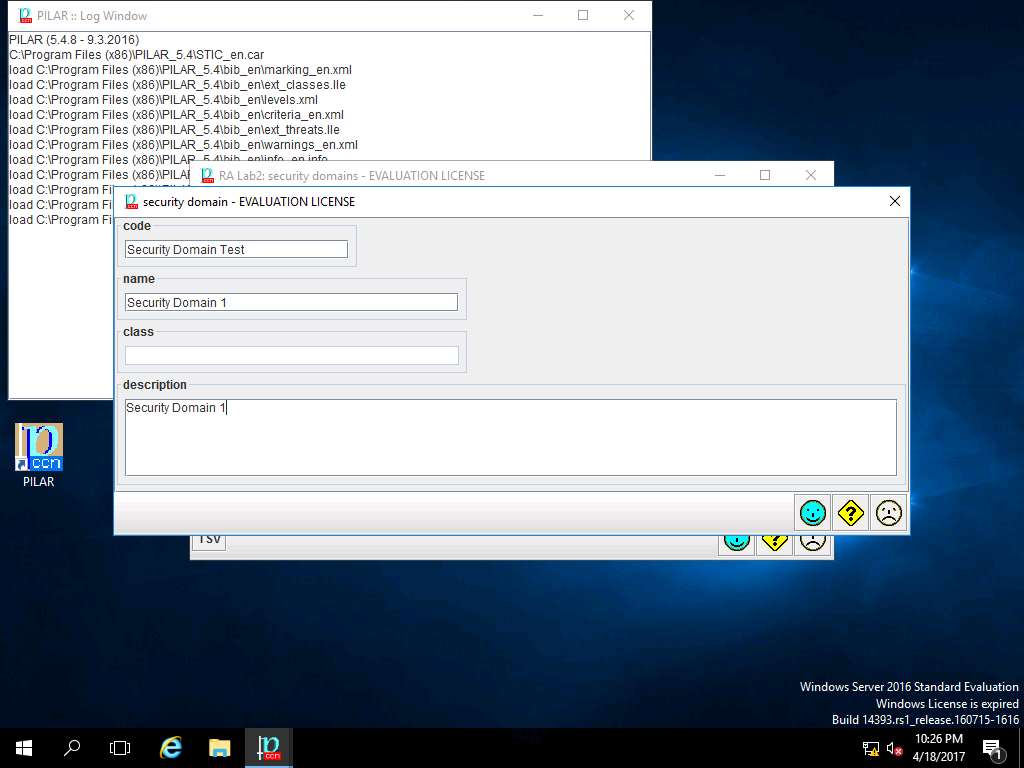 PILAR :: Log Window
PILAR (5.4.8 - 9.3.2016)
C:\Program Files (x86)\PILAR_5.4\STIC_en.car
load C:\Program Files (x86)\PILAR_5.4\bib_en\marking_en.xml
load C:\Program Files (x86)\PILAR_5.4\bib_en\ext_classes.lle
load C:\Program Files (x86)\PILAR_5.4\bib_en\levels.xml
load C:\Program Files (x86)\PILAR_5.4\bib_en\criteria_en.xml
load C:\Program Files (x86)\PILAR_5.4\bib_en\ext_threats.lle
load C:\Program Files (x86)\PILAR_5.4\bib_en\warnings_en.xml
load C:\Program Files (x86)\PILAR_5.4\bib_en\info_en.info
load C:\Program Files (x86)\PILAR
load C:\Program Fi
load C:\Program Fi
load C:\Program Fi
RA Lab2: security domains - EVALUATION LICENSE
security domain - EVALUATION LICENSE
code
Security Domain Test
name
Security Domain 1
class
description
Security Domain 1
TSV
ccn
PILAR
Windows Server 2016 Standard Evaluation
Windows License is expired
Build 14393.rs1_release.160715-1616
10:26 PM
4/18/2017
1